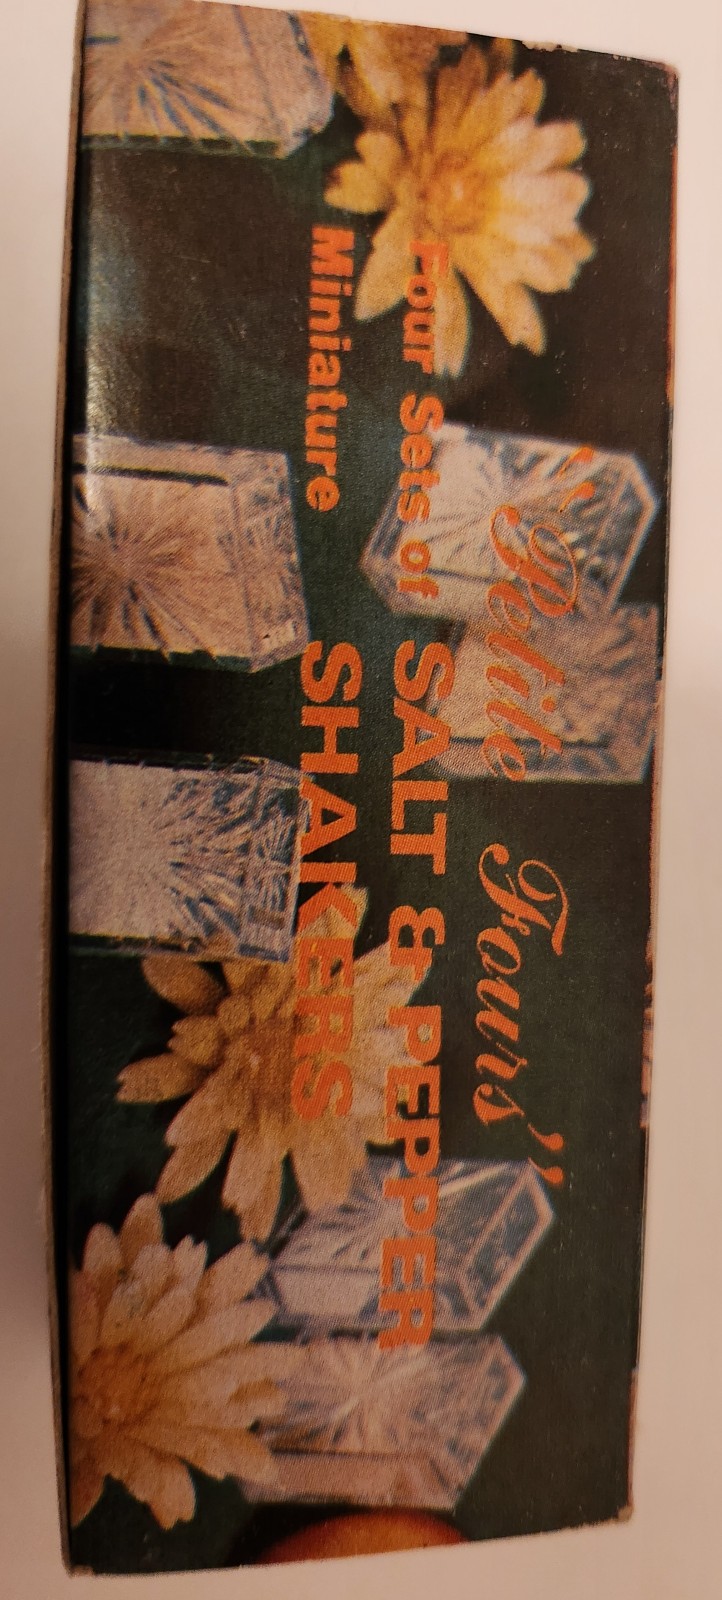 “Petite Fours”
Four Sets of SALT & PEPPER
Miniature SHAKERS